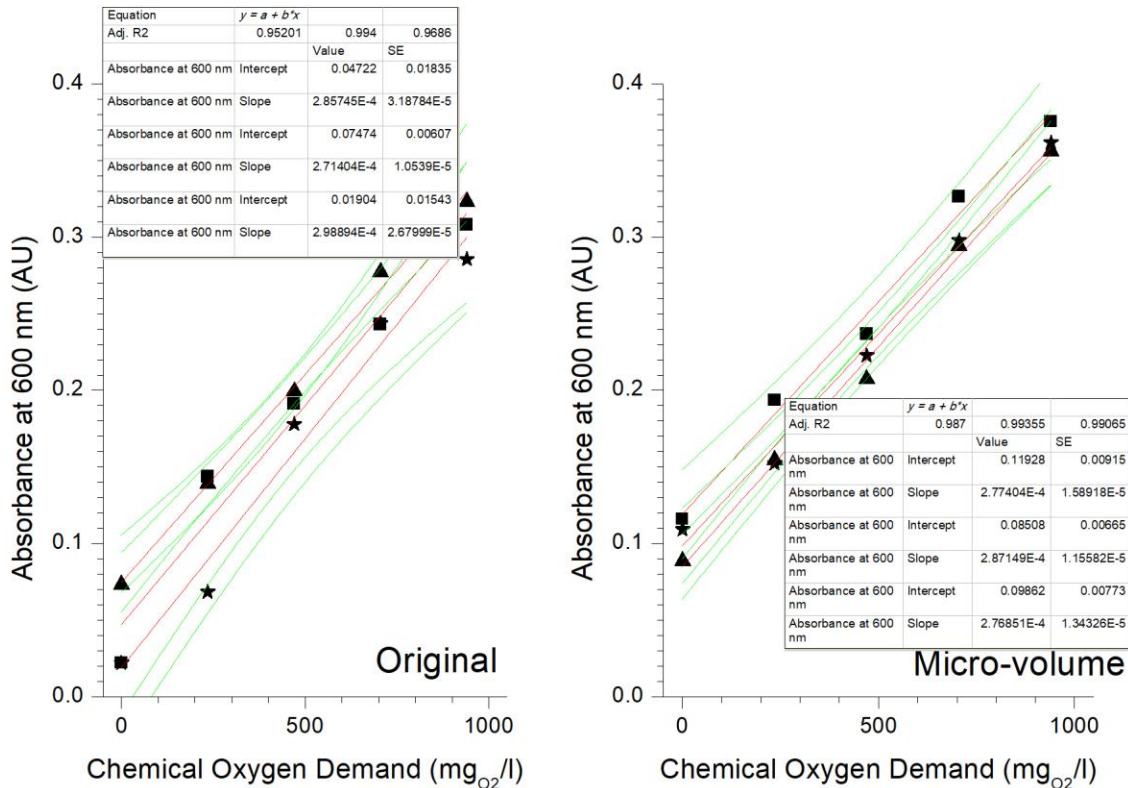 Equation y = a + b*x
Adj. R2 0.95201 0.994 0.9686
Value SE
Absorbance at 600 nm Intercept 0.04722 0.01835
Absorbance at 600 nm Slope 2.85745E-4 3.18784E-5
Absorbance at 600 nm Intercept 0.07474 0.00607
Absorbance at 600 nm Slope 2.71404E-4 1.0539E-5
Absorbance at 600 nm Intercept 0.01904 0.01543
Absorbance at 600 nm Slope 2.98894E-4 2.67999E-5
0.4
0.3
0.2
0.1
0.0
Absorbance at 600 nm (AU)
Original
0 500 1000
Chemical Oxygen Demand (mgO2/l)
0.4
0.3
0.2
0.1
0.0
Absorbance at 600 nm (AU)
Equation y = a + b*x
Adj. R2 0.987 0.99355 0.99065
Value SE
Absorbance at 600
nm Intercept 0.11928 0.00915
Absorbance at 600
nm Slope 2.77404E-4 1.58918E-5
Absorbance at 600
nm Intercept 0.08508 0.00665
Absorbance at 600
nm Slope 2.87149E-4 1.15582E-5
Absorbance at 600
nm Intercept 0.09862 0.00773
Absorbance at 600
nm Slope 2.76851E-4 1.34326E-5
Micro-volume
0 500 1000
Chemical Oxygen Demand (mgO2/l)